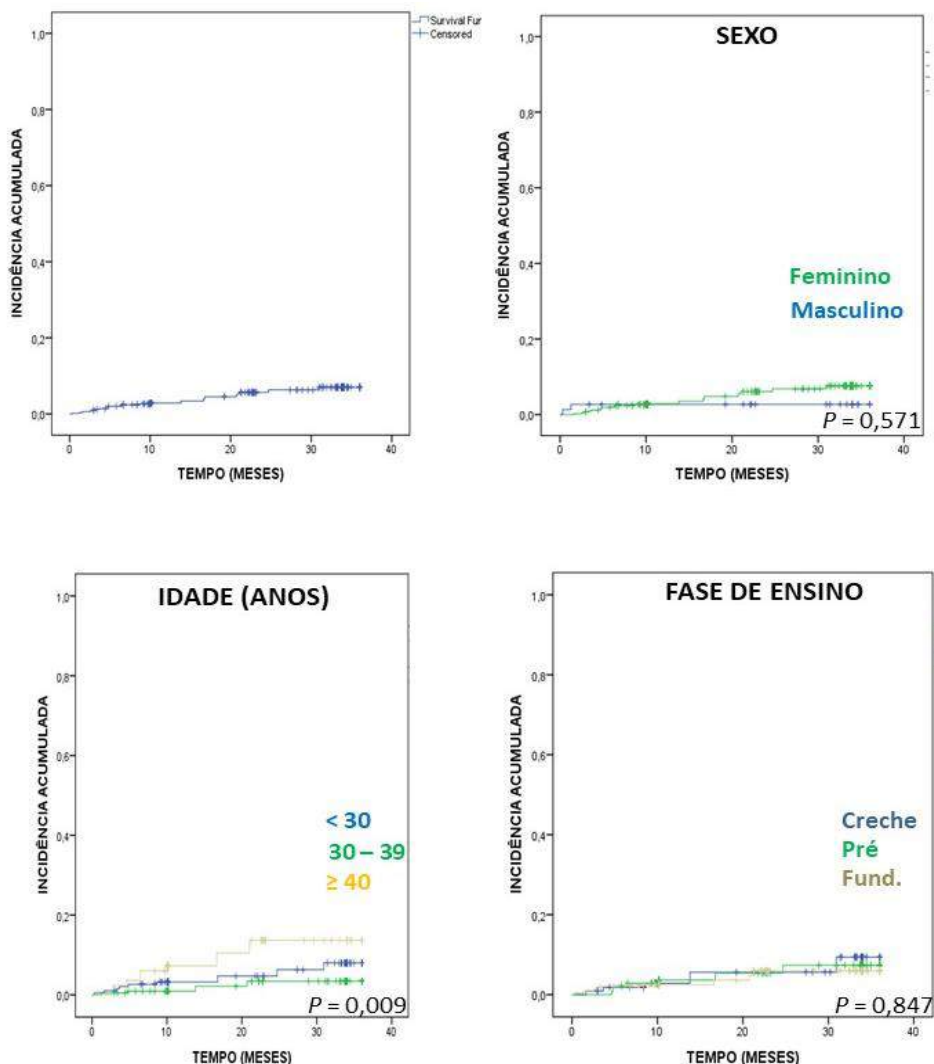 Survival Fur
Censored
1,0
0,8
0,6
0,4
0,2
0,0
INCIDÊNCIA ACUMULADA
0 10 20 30 40
TEMPO (MESES)
SEXO
1,0
0,8
0,6
0,4
0,2
0,0
INCIDÊNCIA ACUMULADA
Feminino
Masculino
P = 0,571
0 10 20 30 40
TEMPO (MESES)
IDADE (ANOS)
1,0
0,8
0,6
0,4
0,2
0,0
INCIDÊNCIA ACUMULADA
< 30
30 – 39
≥ 40
P = 0,009
0 10 20 30 40
TEMPO (MESES)
FASE DE ENSINO
1,0
0,8
0,6
0,4
0,2
0,0
INCIDÊNCIA ACUMULADA
Creche
Pré
Fund.
P = 0,847
0 10 20 30 40
TEMPO (MESES)